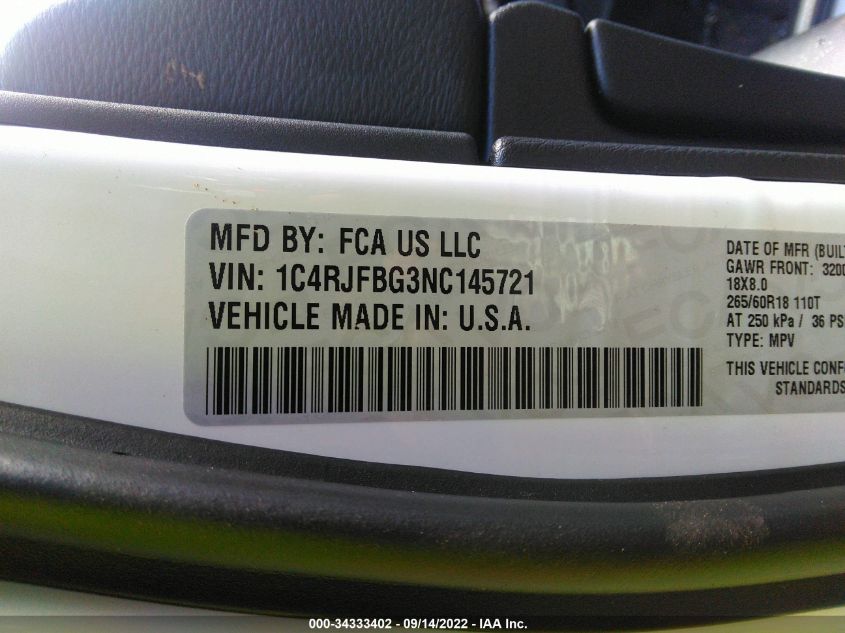 MFD BY: FCA US LLC
VIN: 1C4RJFBG3NC145721
VEHICLE MADE IN: U.S.A.
DATE OF MFR (BUIL
GAWR FRONT: 320
18X8.0
265/60R18 110T
AT 250 kPa / 36 PS
TYPE: MPV
THIS VEHICLE CONF
STANDARDS
000-34333402 - 09/14/2022 - IAA Inc.